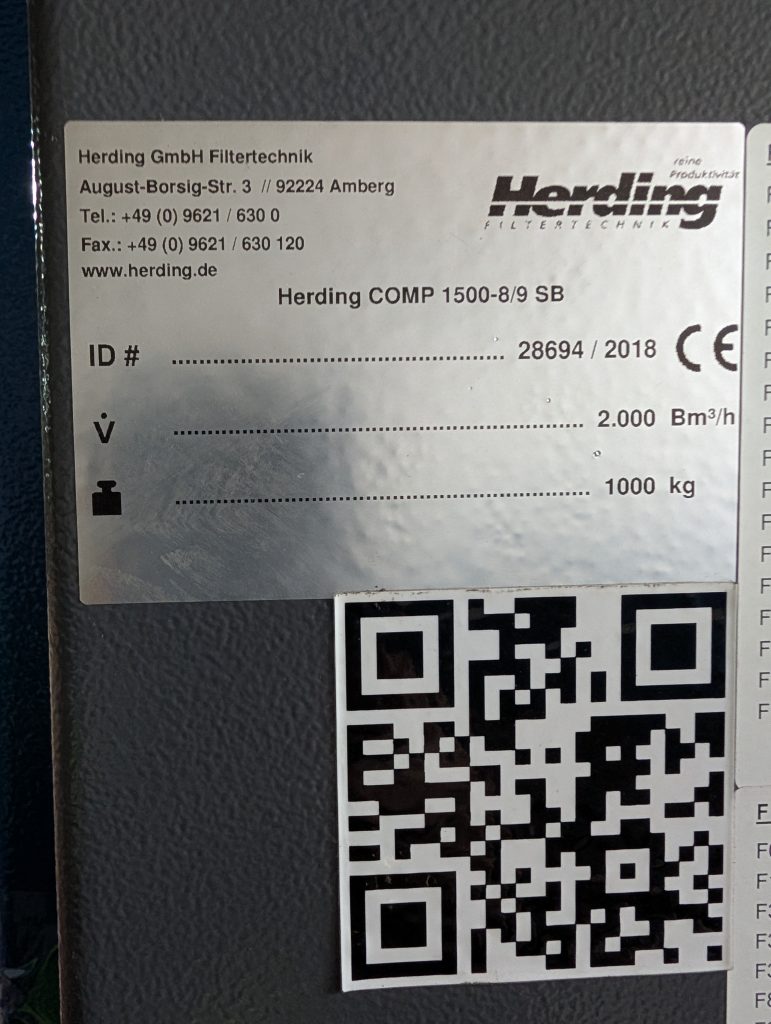 Herding GmbH Filtertechnik
August-Borsig-Str. 3 // 92224 Amberg
Tel.: +49 (0) 9621 / 630 0
Fax.: +49 (0) 9621 / 630 120
www.herding.de
reine
Produktivität
Herding
FILTERTECHNIK
Herding COMP 1500-8/9 SB
ID # ........................................ 28694 / 2018 CE
V̇ ........................................ 2.000 Bm³/h
........................................ 1000 kg